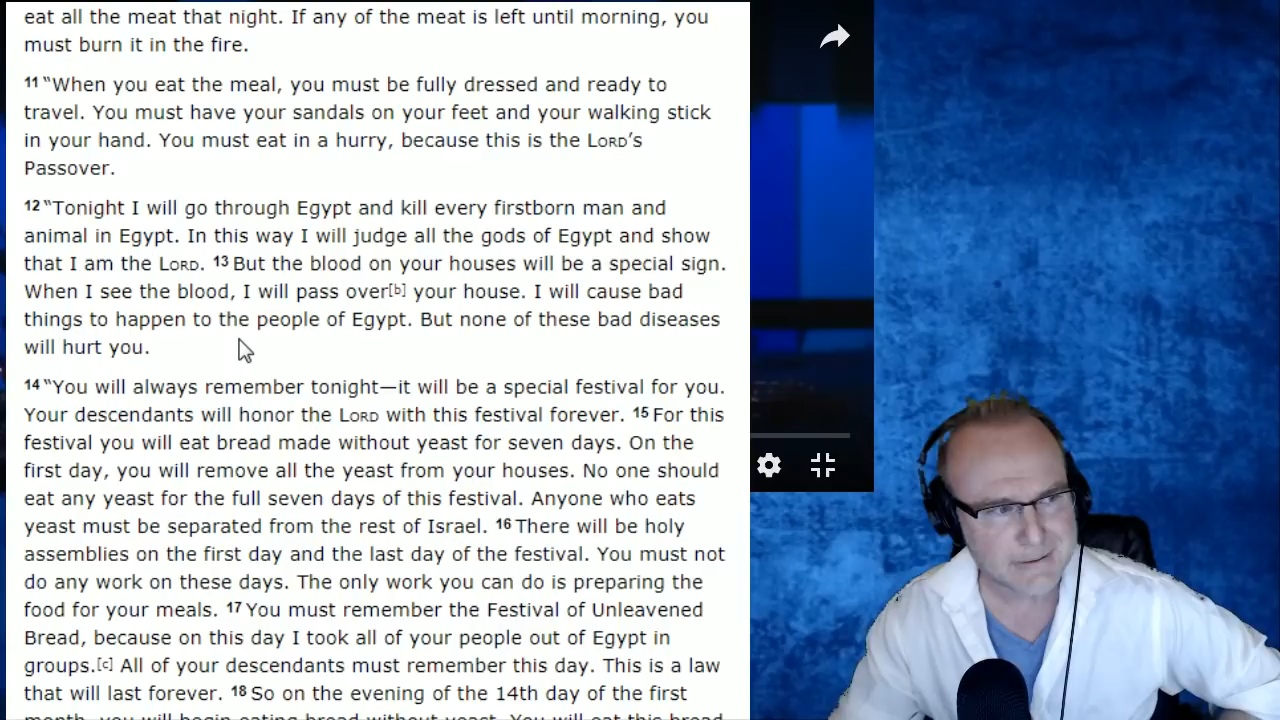 eat all the meat that night. If any of the meat is left until morning, you
must burn it in the fire.
11 “When you eat the meal, you must be fully dressed and ready to
travel. You must have your sandals on your feet and your walking stick
in your hand. You must eat in a hurry, because this is the LORD’s
Passover.
12 “Tonight I will go through Egypt and kill every firstborn man and
animal in Egypt. In this way I will judge all the gods of Egypt and show
that I am the LORD. 13 But the blood on your houses will be a special sign.
When I see the blood, I will pass over[b] your house. I will cause bad
things to happen to the people of Egypt. But none of these bad diseases
will hurt you.
14 “You will always remember tonight—it will be a special festival for you.
Your descendants will honor the LORD with this festival forever. 15 For this
festival you will eat bread made without yeast for seven days. On the
first day, you will remove all the yeast from your houses. No one should
eat any yeast for the full seven days of this festival. Anyone who eats
yeast must be separated from the rest of Israel. 16 There will be holy
assemblies on the first day and the last day of the festival. You must not
do any work on these days. The only work you can do is preparing the
food for your meals. 17 You must remember the Festival of Unleavened
Bread, because on this day I took all of your people out of Egypt in
groups.[c] All of your descendants must remember this day. This is a law
that will last forever. 18 So on the evening of the 14th day of the first
month, you will begin eating bread without yeast. You will eat this bread